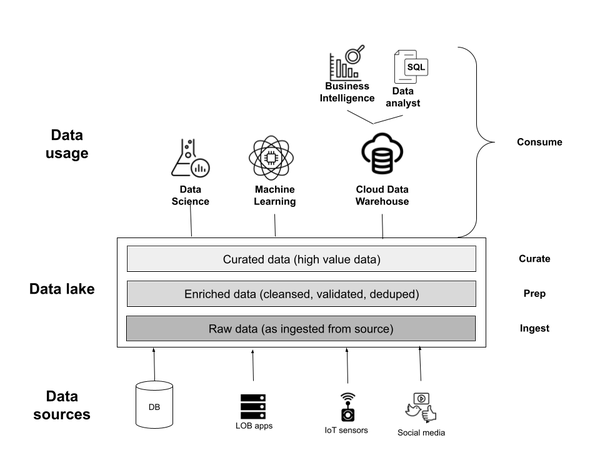 SQL
Business
Intelligence
Data
analyst
Data
usage
Consume
Data
Science
Machine
Learning
Cloud Data
Warehouse
Data lake
Curated data (high value data)
Curate
Enriched data (cleansed, validated, deduped)
Prep
Raw data (as ingested from source)
Ingest
Data
sources
DB
LOB apps
IoT sensors
Social media